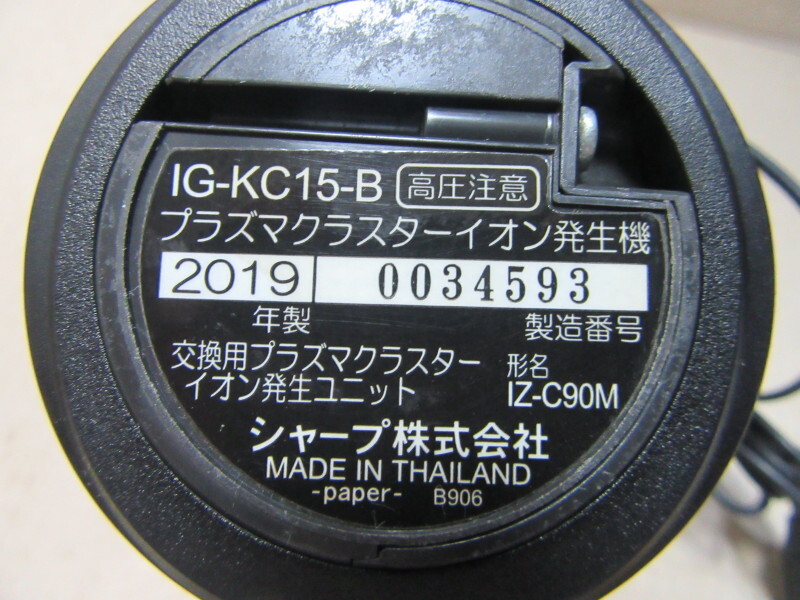 IG-KC15-B 高圧注意
プラズマクラスターイオン発生機
2019 0034593
年製 製造番号
交換用プラズマクラスター 形名
イオン発生ユニット IZ-C90M
シャープ株式会社
MADE IN THAILAND
-paper- B906